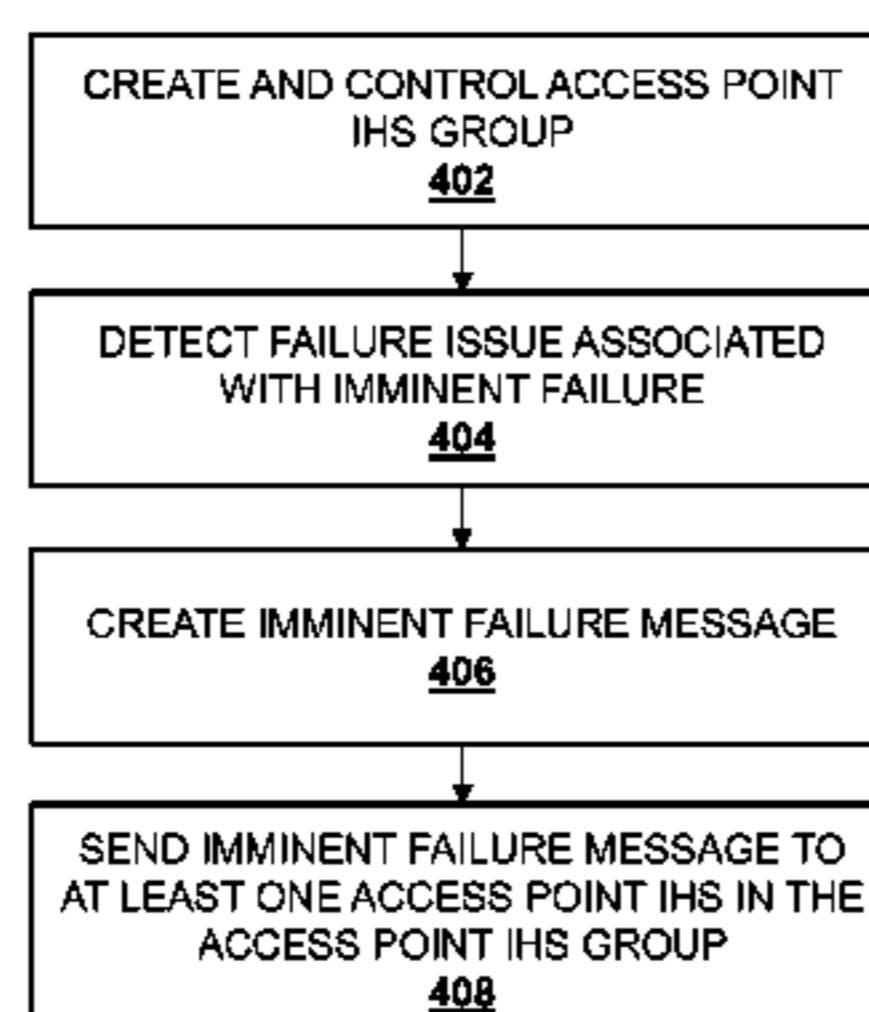 CREATE AND CONTROL ACCESS POINT
IHS GROUP
402
DETECT FAILURE ISSUE ASSOCIATED
WITH IMMINENT FAILURE
404
CREATE IMMINENT FAILURE MESSAGE
406
SEND IMMINENT FAILURE MESSAGE TO
AT LEAST ONE ACCESS POINT IHS IN THE
ACCESS POINT IHS GROUP
408